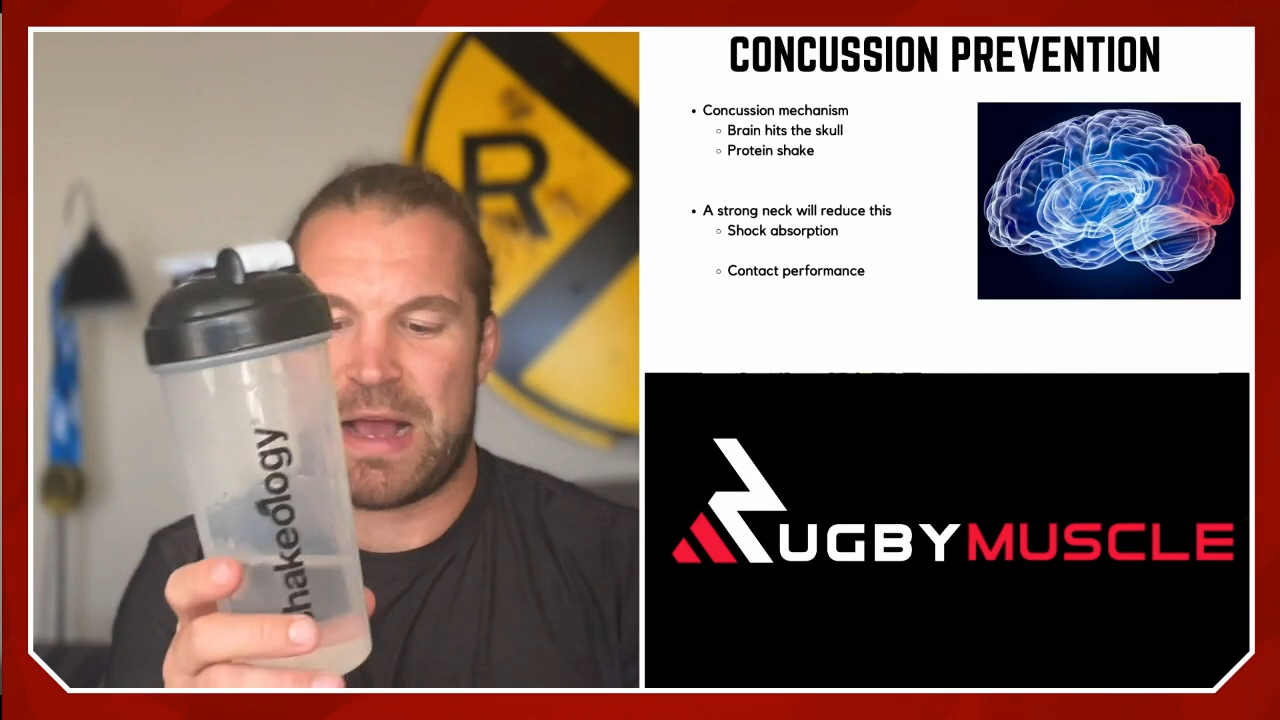 R
shakeology
CONCUSSION PREVENTION
• Concussion mechanism
◦ Brain hits the skull
◦ Protein shake
• A strong neck will reduce this
◦ Shock absorption
◦ Contact performance
RUGBYMUSCLE